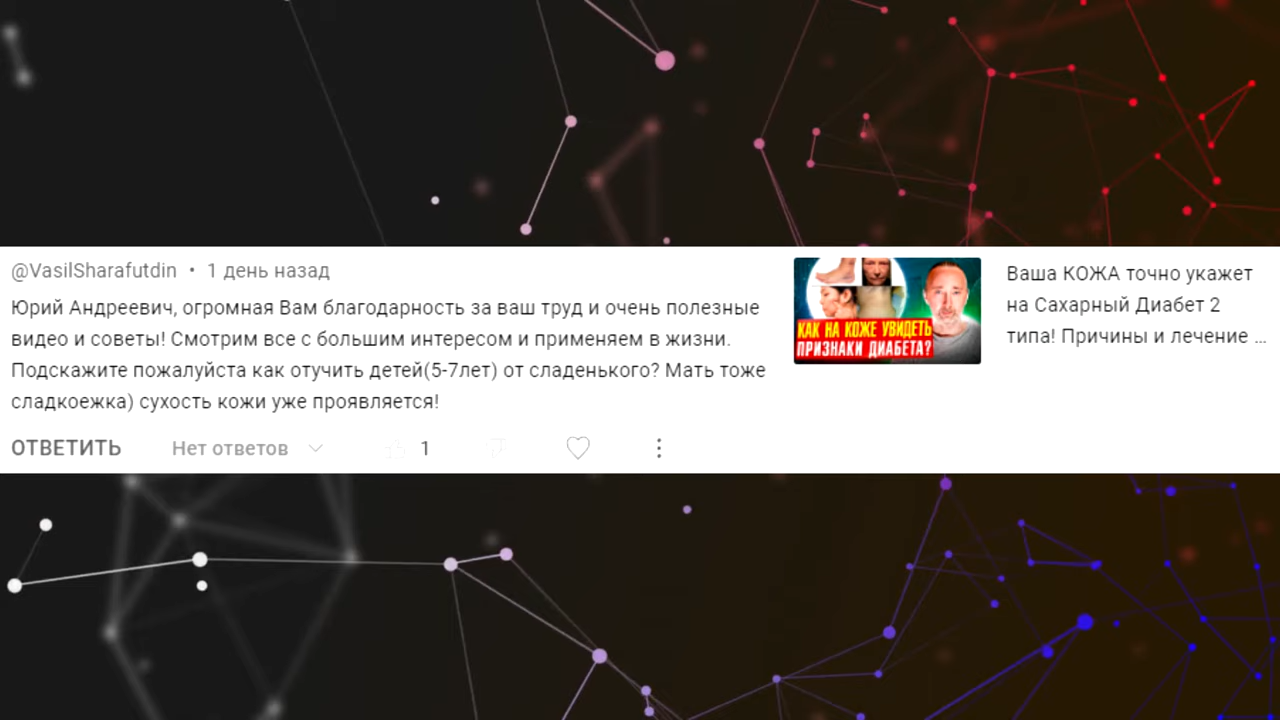 @VasilSharafutdin • 1 день назад
Юрий Андреевич, огромная Вам благодарность за ваш труд и очень полезные
видео и советы! Смотрим все с большим интересом и применяем в жизни.
Подскажите пожалуйста как отучить детей(5-7лет) от сладенького? Мать тоже
сладкоежка) сухость кожи уже проявляется!
ОТВЕТИТЬ Нет ответов 1
КАК НА КОЖЕ УВИДЕТЬ
ПРИЗНАКИ ДИАБЕТА?
Ваша КОЖА точно укажет
на Сахарный Диабет 2
типа! Причины и лечение ...